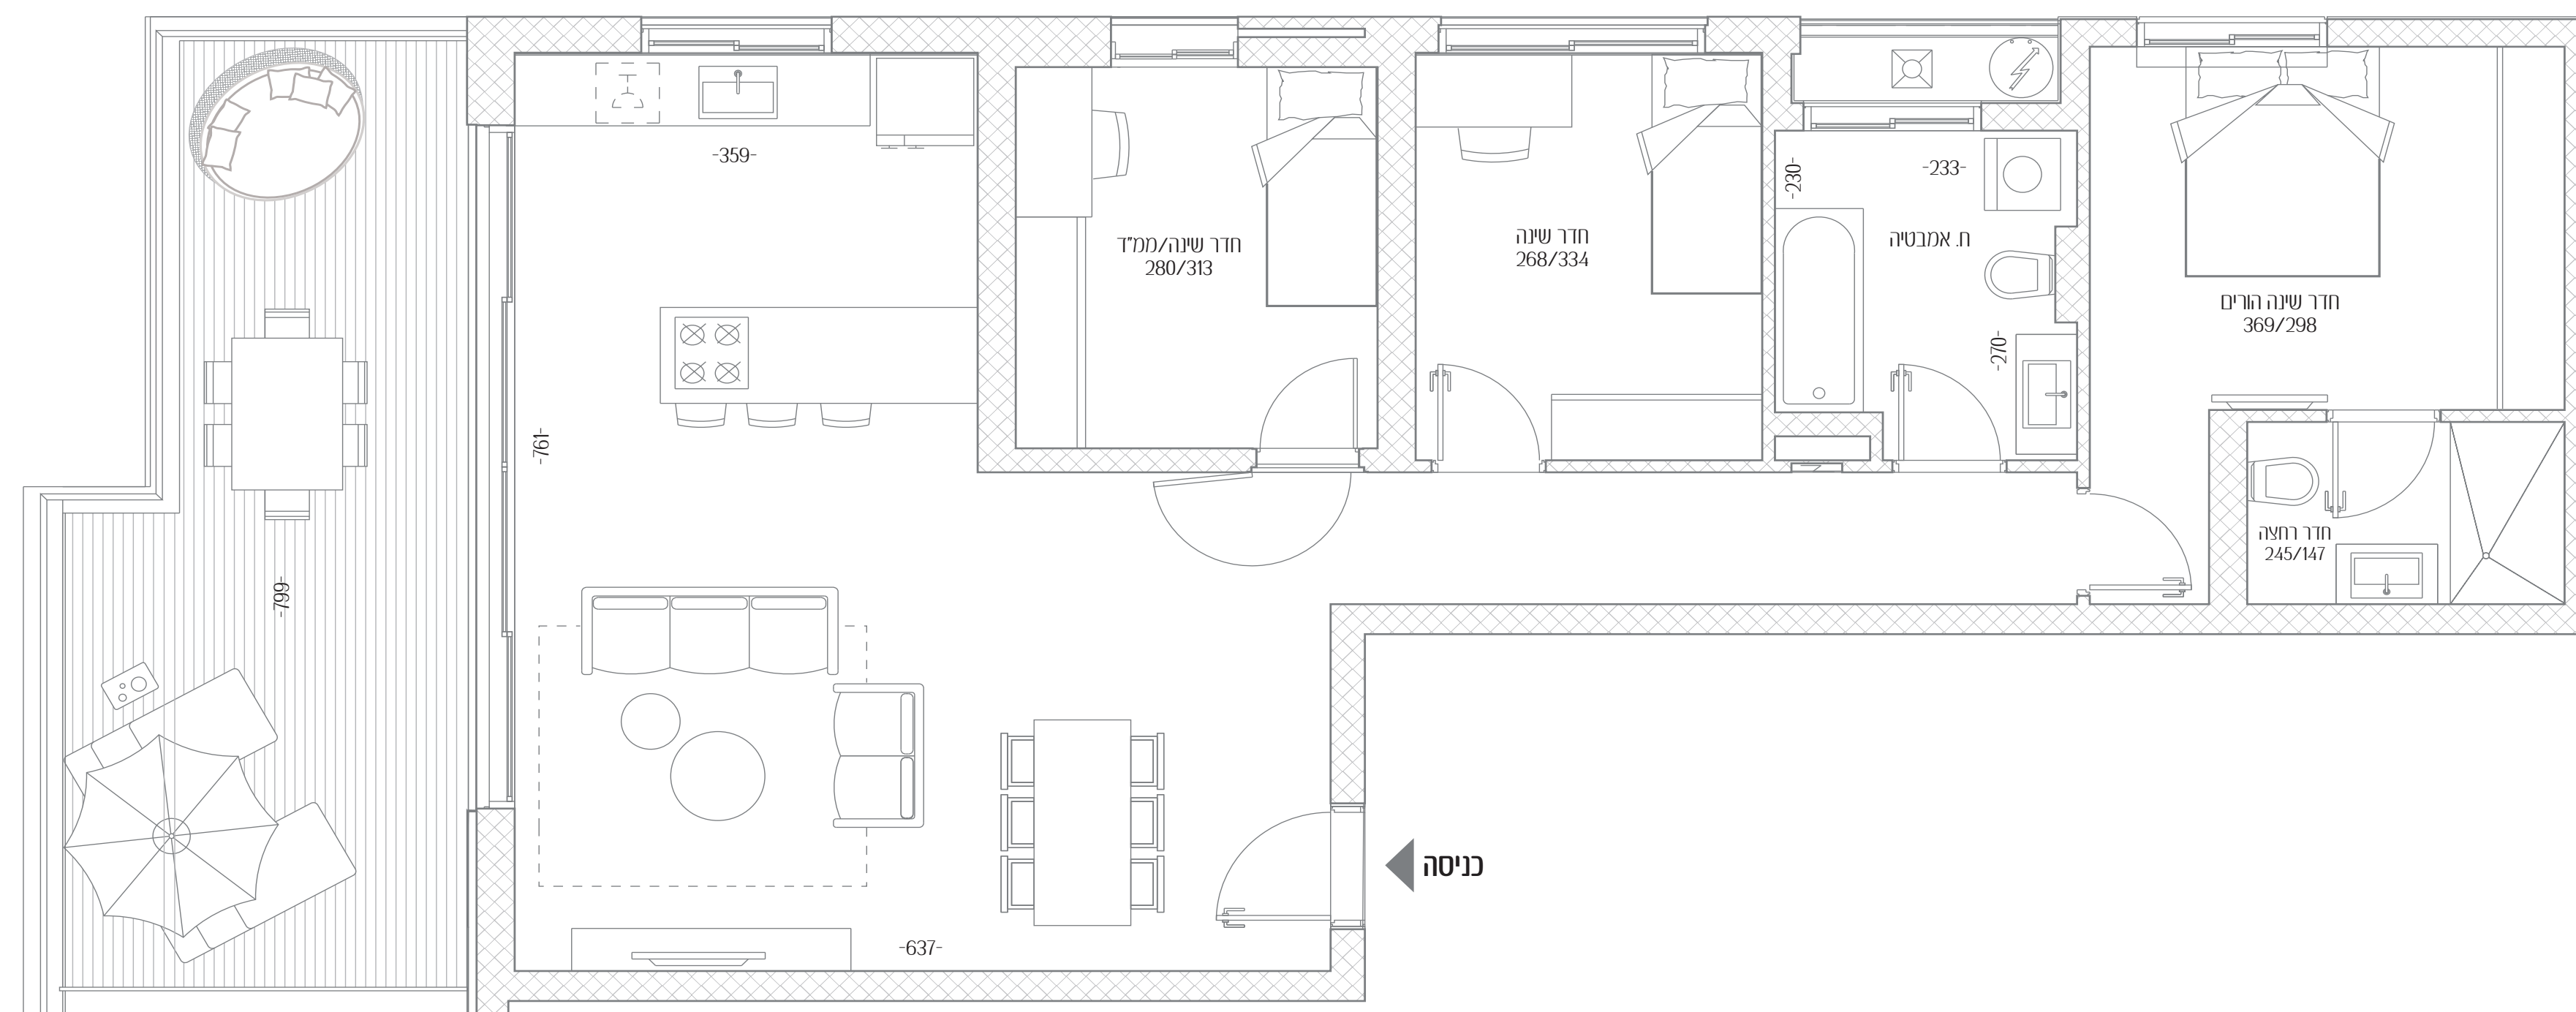 -359-
-761-
-799-
-637-
חדר שינה/ממ"ד
280/313
חדר שינה
268/334
-230-
-233-
ח. אמבטיה
-270-
חדר שינה הורים
369/298
חדר רחצה
245/147
כניסה